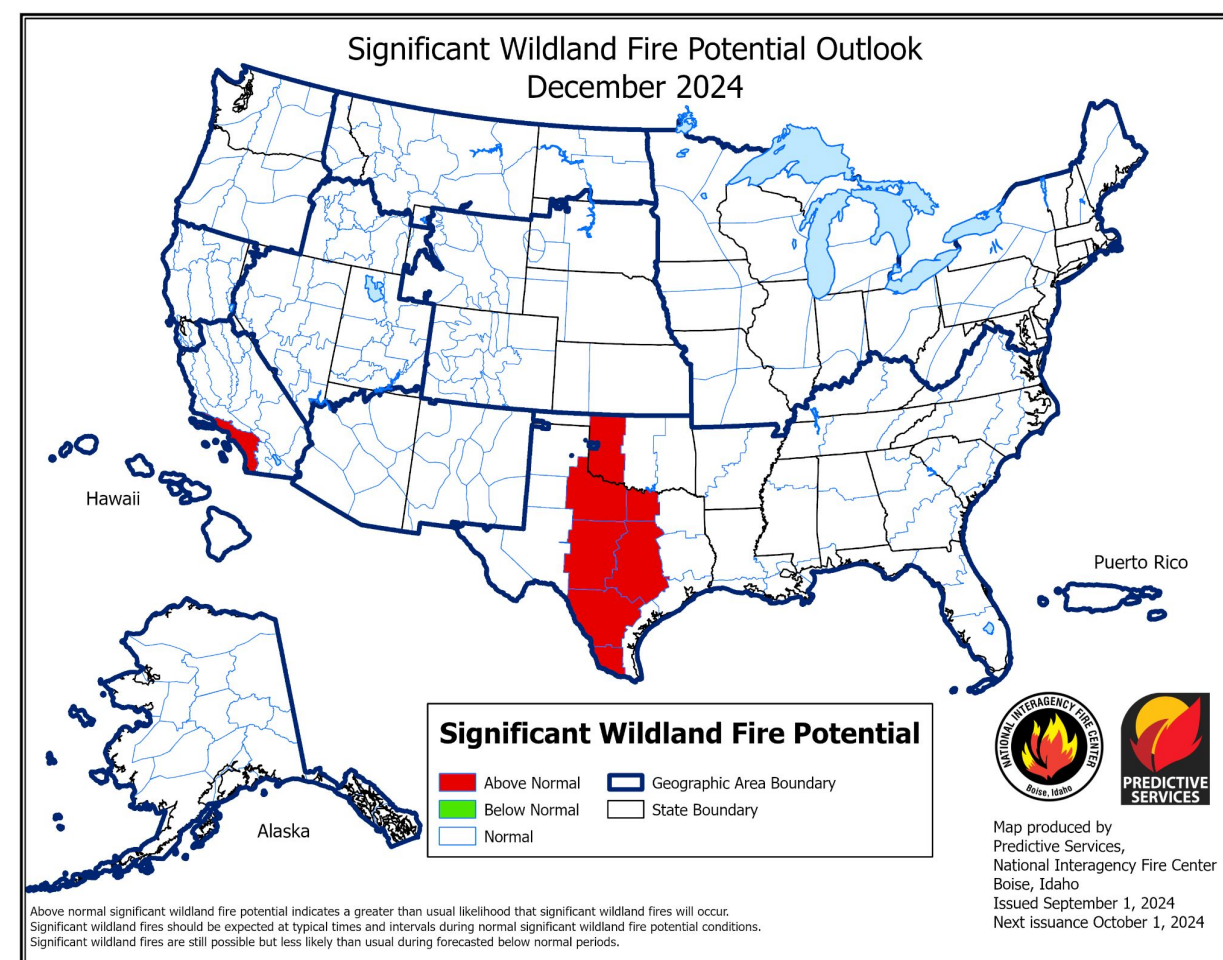 Significant Wildland Fire Potential Outlook
December 2024
Hawaii
Puerto Rico
Alaska
Significant Wildland Fire Potential
Above Normal
Geographic Area Boundary
Below Normal
State Boundary
Normal
NATIONAL INTERAGENCY FIRE CENTER
Boise, Idaho
PREDICTIVE
SERVICES
Map produced by
Predictive Services,
National Interagency Fire Center
Boise, Idaho
Issued September 1, 2024
Next issuance October 1, 2024
Above normal significant wildland fire potential indicates a greater than usual likelihood that significant wildland fires will occur.
Significant wildland fires should be expected at typical times and intervals during normal significant wildland fire potential conditions.
Significant wildland fires are still possible but less likely than usual during forecasted below normal periods.